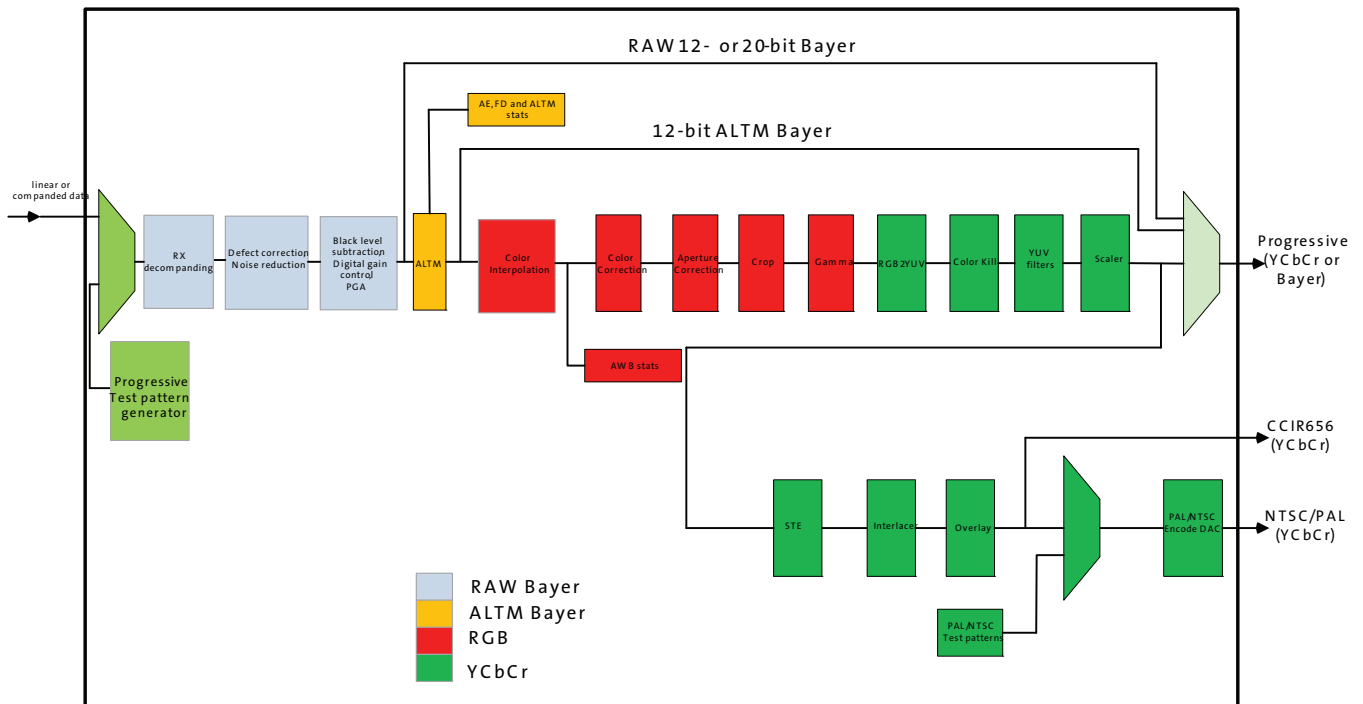 RAW 12- or 20-bit Bayer
AE,FD and ALTM
stats
12-bit ALTM Bayer
linear or
companded data
RX
decompanding
Defect correction
Noise reduction
Black level
subtraction,
Digital gain
control,
PGA
ALTM
Color
Interpolation
Color
Correction
Aperture
Correction
Crop
Gamma
RGB2YUV
Color Kill
YUV
filters
Scaler
Progressive
(YCbCr or
Bayer)
AWB stats
Progressive
Test pattern
generator
CCIR656
(YCbCr)
STE
Interlacer
Overlay
PAL/NTSC
Encode DAC
NTSC/PAL
(YCbCr)
PAL/NTSC
Test patterns
RAW Bayer
ALTM Bayer
RGB
YCbCr